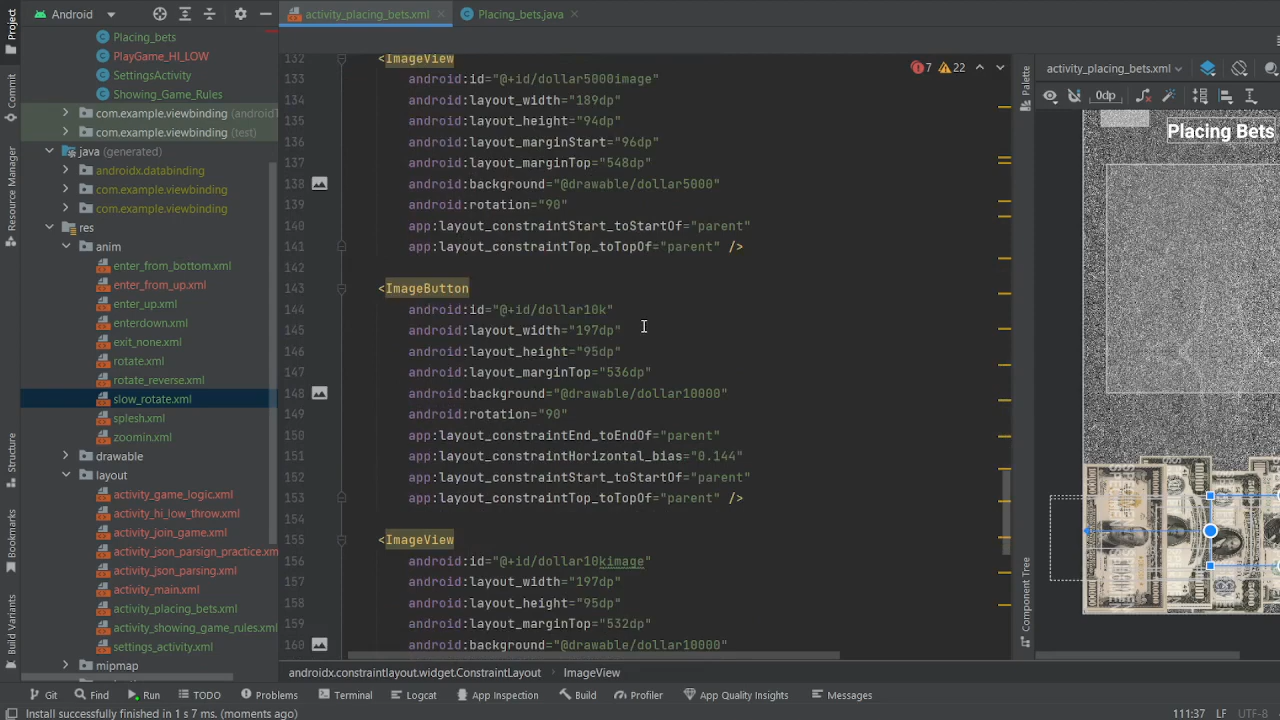 Android
activity_placing_bets.xml
Placing_bets.java
Project
Commit
Resource Manager
Structure
Bookmarks
Build Variants
Placing_bets
PlayGame_HI_LOW
SettingsActivity
Showing_Game_Rules
com.example.viewbinding (android
com.example.viewbinding (test)
java (generated)
androidx.databinding
com.example.viewbinding
com.example.viewbinding
res
anim
enter_from_bottom.xml
enter_from_up.xml
enter_up.xml
enterdown.xml
exit_none.xml
rotate.xml
rotate_reverse.xml
slow_rotate.xml
splesh.xml
zoomin.xml
drawable
layout
activity_game_logic.xml
activity_hi_low_throw.xml
activity_join_game.xml
activity_json_parsign_practice.xm
activity_json_parsing.xml
activity_main.xml
activity_placing_bets.xml
activity_showing_game_rules.xml
settings_activity.xml
mipmap
132 <ImageView
133 android:id="@+id/dollar5000image"
134 android:layout_width="189dp"
135 android:layout_height="94dp"
136 android:layout_marginStart="96dp"
137 android:layout_marginTop="548dp"
138 android:background="@drawable/dollar5000"
139 android:rotation="90"
140 app:layout_constraintStart_toStartOf="parent"
141 app:layout_constraintTop_toTopOf="parent" />
142
143 <ImageButton
144 android:id="@+id/dollar10k"
145 android:layout_width="197dp"
146 android:layout_height="95dp"
147 android:layout_marginTop="536dp"
148 android:background="@drawable/dollar10000"
149 android:rotation="90"
150 app:layout_constraintEnd_toEndOf="parent"
151 app:layout_constraintHorizontal_bias="0.144"
152 app:layout_constraintStart_toStartOf="parent"
153 app:layout_constraintTop_toTopOf="parent" />
154
155 <ImageView
156 android:id="@+id/dollar10kimage"
157 android:layout_width="197dp"
158 android:layout_height="95dp"
159 android:layout_marginTop="532dp"
160 android:background="@drawable/dollar10000"
7 22
Palette
Component Tree
activity_placing_bets.xml
0dp
Placing Bets
androidx.constraintlayout.widget.ConstraintLayout ImageView
Git Find Run TODO Problems Terminal Logcat App Inspection Build Profiler App Quality Insights Messages
Install successfully finished in 1 s 7 ms. (moments ago) 111:37 LF UTF-8